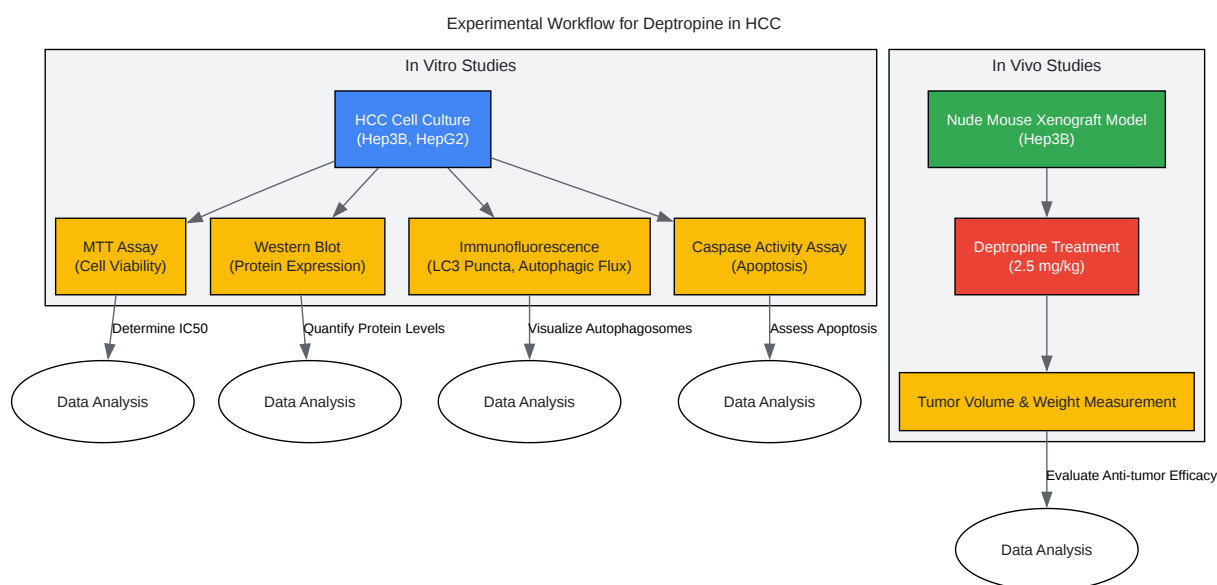 Experimental Workflow for Deptropine in HCC
In Vitro Studies
In Vivo Studies
HCC Cell Culture
(Hep3B, HepG2)
Nude Mouse Xenograft Model
(Hep3B)
MTT Assay
(Cell Viability)
Western Blot
(Protein Expression)
Immunofluorescence
(LC3 Puncta, Autophagic Flux)
Caspase Activity Assay
(Apoptosis)
Deptropine Treatment
(2.5 mg/kg)
Determine IC50
Quantify Protein Levels
Visualize Autophagosomes
Assess Apoptosis
Data Analysis
Data Analysis
Data Analysis
Data Analysis
Tumor Volume & Weight Measurement
Evaluate Anti-tumor Efficacy
Data Analysis